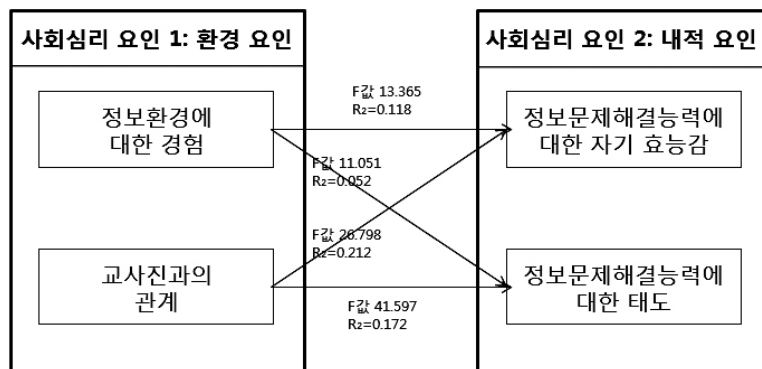 사회심리 요인 1: 환경 요인
사회심리 요인 2: 내적 요인
정보환경에
대한 경험
F값 13.365
R₂=0.118
정보문제해결능력에
대한 자기 효능감
F값 11.051
R₂=0.052
F값 26.798
R₂=0.212
교사진과의
관계
F값 41.597
R₂=0.172
정보문제해결능력에
대한 태도